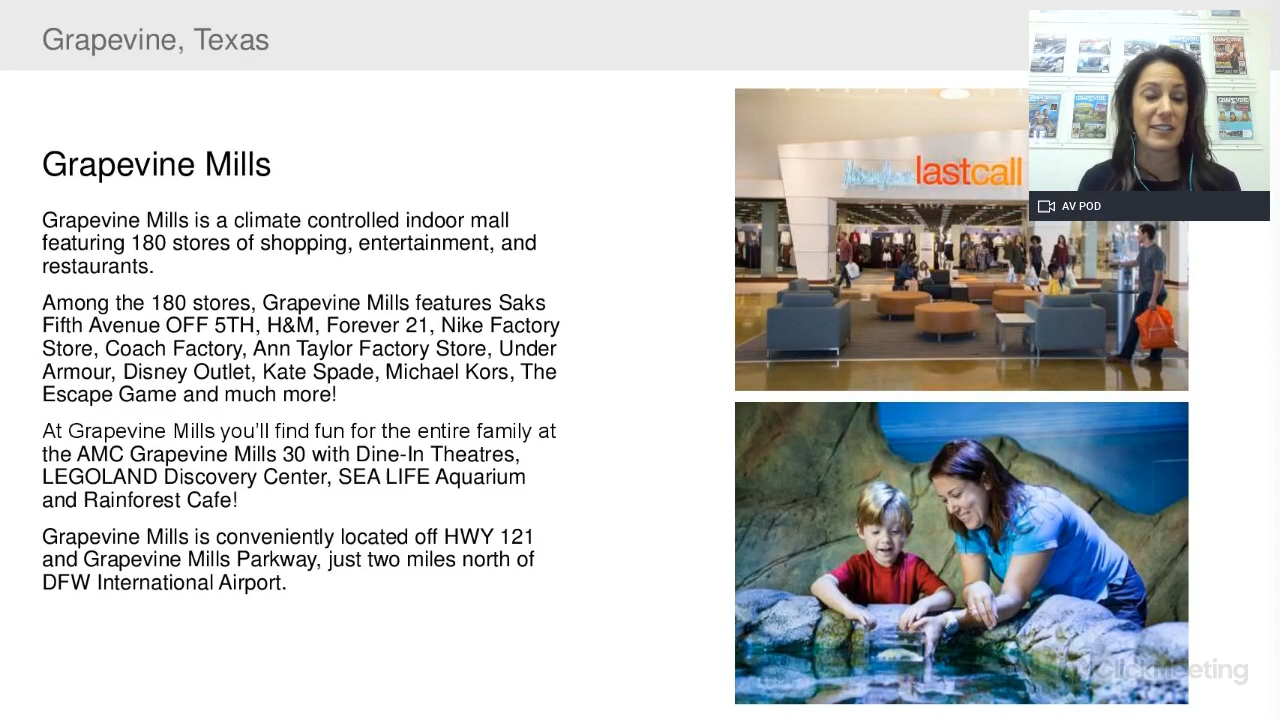 Grapevine, Texas
Grapevine Mills
Grapevine Mills is a climate controlled indoor mall
featuring 180 stores of shopping, entertainment, and
restaurants.
Among the 180 stores, Grapevine Mills features Saks
Fifth Avenue OFF 5TH, H&M, Forever 21, Nike Factory
Store, Coach Factory, Ann Taylor Factory Store, Under
Armour, Disney Outlet, Kate Spade, Michael Kors, The
Escape Game and much more!
At Grapevine Mills you'll find fun for the entire family at
the AMC Grapevine Mills 30 with Dine-In Theatres,
LEGOLAND Discovery Center, SEA LIFE Aquarium
and Rainforest Cafe!
Grapevine Mills is conveniently located off HWY 121
and Grapevine Mills Parkway, just two miles north of
DFW International Airport.
lastcall
GRAPEVINE
GRAPEVINE
GRAPEVINE
AV POD
ClickMeeting